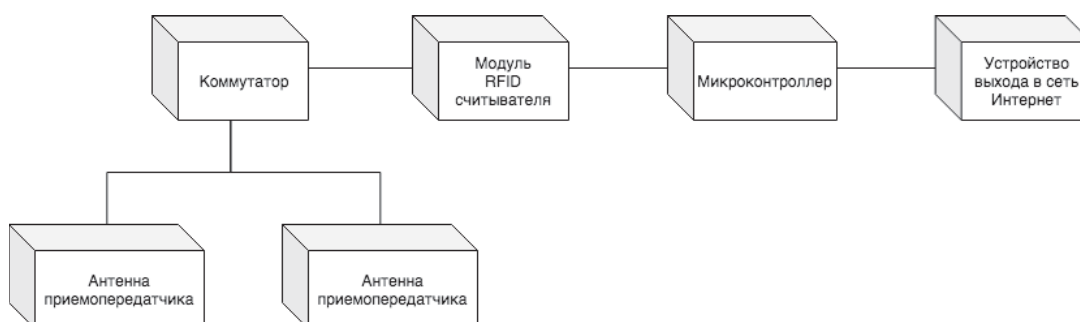 Коммутатор
Модуль
RFID
считывателя
Микроконтроллер
Устройство
выхода в сеть
Интернет
Антенна
приемопередатчика
Антенна
приемопередатчика